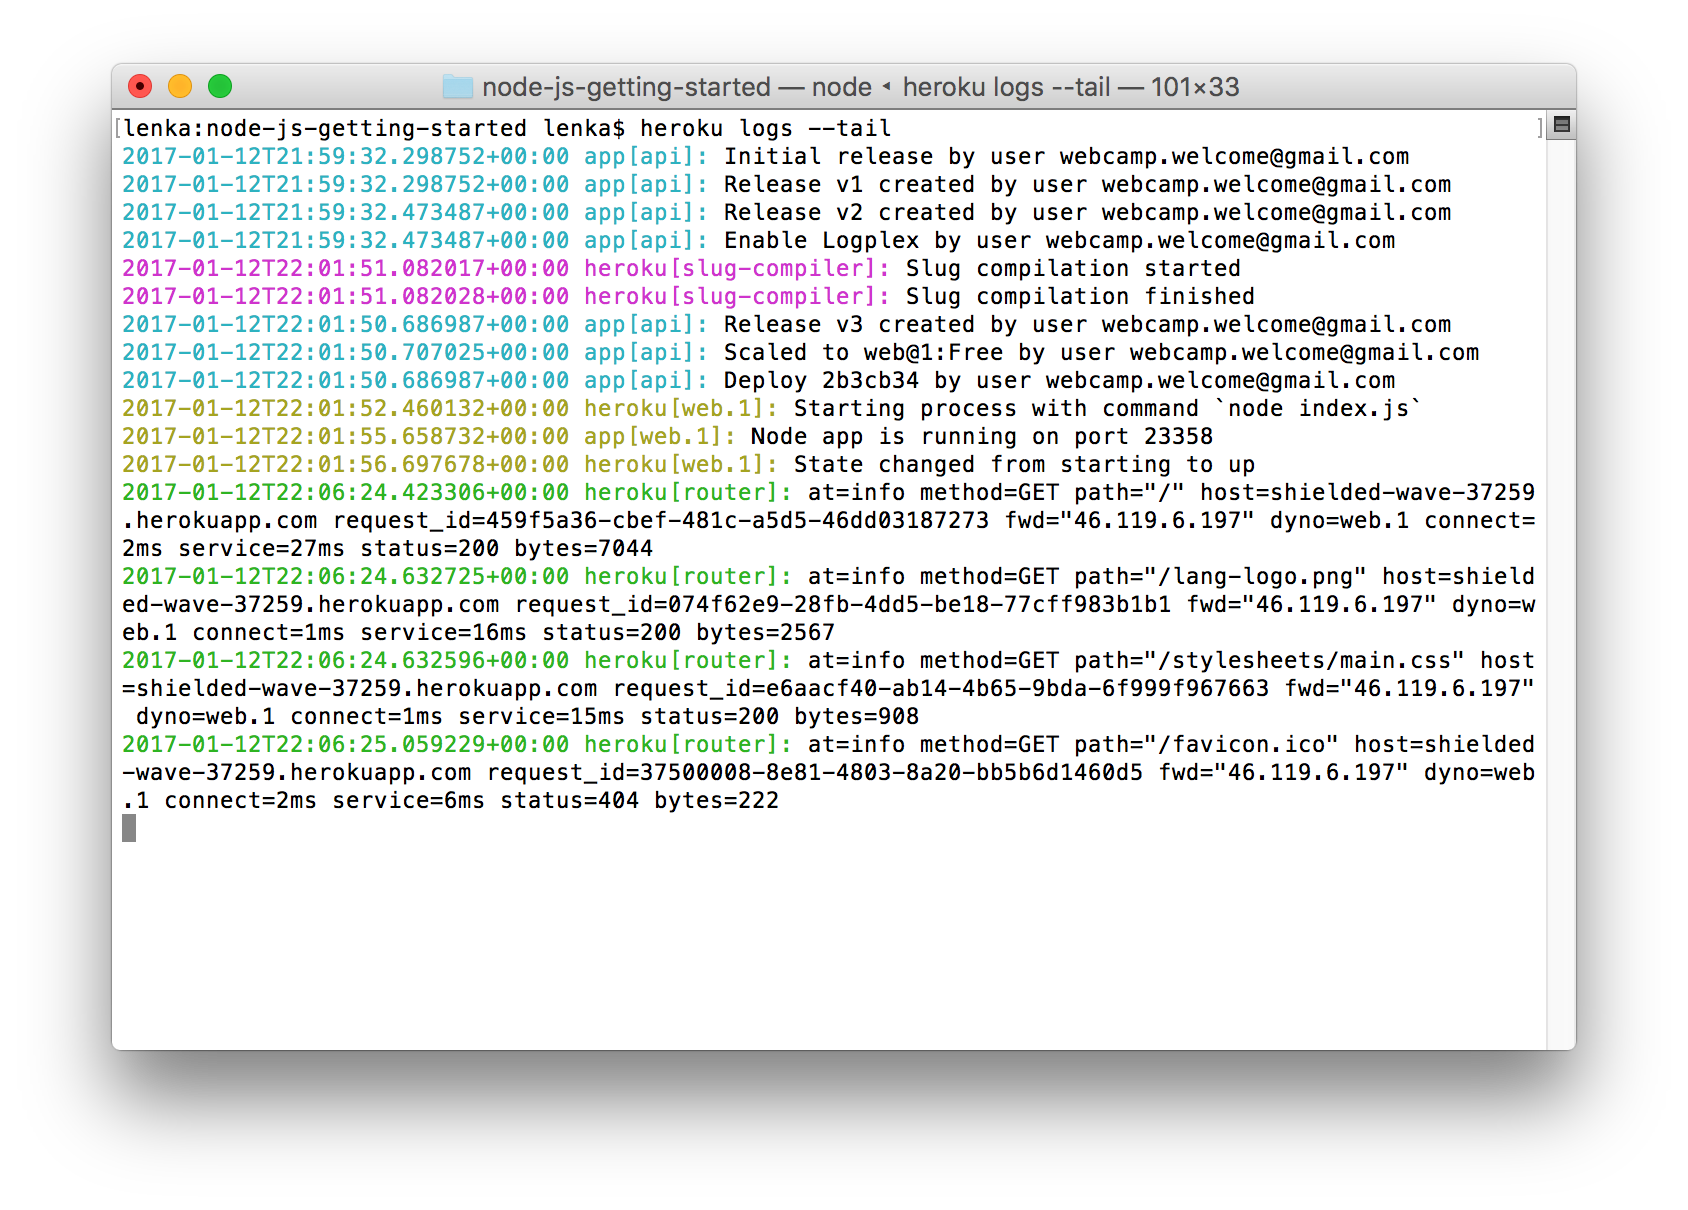 node-js-getting-started — node ◂ heroku logs --tail — 101×33
[lenka:node-js-getting-started lenka$ heroku logs --tail ]
2017-01-12T21:59:32.298752+00:00 app[api]: Initial release by user webcamp.welcome@gmail.com
2017-01-12T21:59:32.298752+00:00 app[api]: Release v1 created by user webcamp.welcome@gmail.com
2017-01-12T21:59:32.473487+00:00 app[api]: Release v2 created by user webcamp.welcome@gmail.com
2017-01-12T21:59:32.473487+00:00 app[api]: Enable Logplex by user webcamp.welcome@gmail.com
2017-01-12T22:01:51.082017+00:00 heroku[slug-compiler]: Slug compilation started
2017-01-12T22:01:51.082028+00:00 heroku[slug-compiler]: Slug compilation finished
2017-01-12T22:01:50.686987+00:00 app[api]: Release v3 created by user webcamp.welcome@gmail.com
2017-01-12T22:01:50.707025+00:00 app[api]: Scaled to web@1:Free by user webcamp.welcome@gmail.com
2017-01-12T22:01:50.686987+00:00 app[api]: Deploy 2b3cb34 by user webcamp.welcome@gmail.com
2017-01-12T22:01:52.460132+00:00 heroku[web.1]: Starting process with command `node index.js`
2017-01-12T22:01:55.658732+00:00 app[web.1]: Node app is running on port 23358
2017-01-12T22:01:56.697678+00:00 heroku[web.1]: State changed from starting to up
2017-01-12T22:06:24.423306+00:00 heroku[router]: at=info method=GET path="/" host=shielded-wave-37259
.herokuapp.com request_id=459f5a36-cbef-481c-a5d5-46dd03187273 fwd="46.119.6.197" dyno=web.1 connect=
2ms service=27ms status=200 bytes=7044
2017-01-12T22:06:24.632725+00:00 heroku[router]: at=info method=GET path="/lang-logo.png" host=shield
ed-wave-37259.herokuapp.com request_id=074f62e9-28fb-4dd5-be18-77cff983b1b1 fwd="46.119.6.197" dyno=w
eb.1 connect=1ms service=16ms status=200 bytes=2567
2017-01-12T22:06:24.632596+00:00 heroku[router]: at=info method=GET path="/stylesheets/main.css" host
=shielded-wave-37259.herokuapp.com request_id=e6aacf40-ab14-4b65-9bda-6f999f967663 fwd="46.119.6.197"
 dyno=web.1 connect=1ms service=15ms status=200 bytes=908
2017-01-12T22:06:25.059229+00:00 heroku[router]: at=info method=GET path="/favicon.ico" host=shielded
-wave-37259.herokuapp.com request_id=37500008-8e81-4803-8a20-bb5b6d1460d5 fwd="46.119.6.197" dyno=web
.1 connect=2ms service=6ms status=404 bytes=222